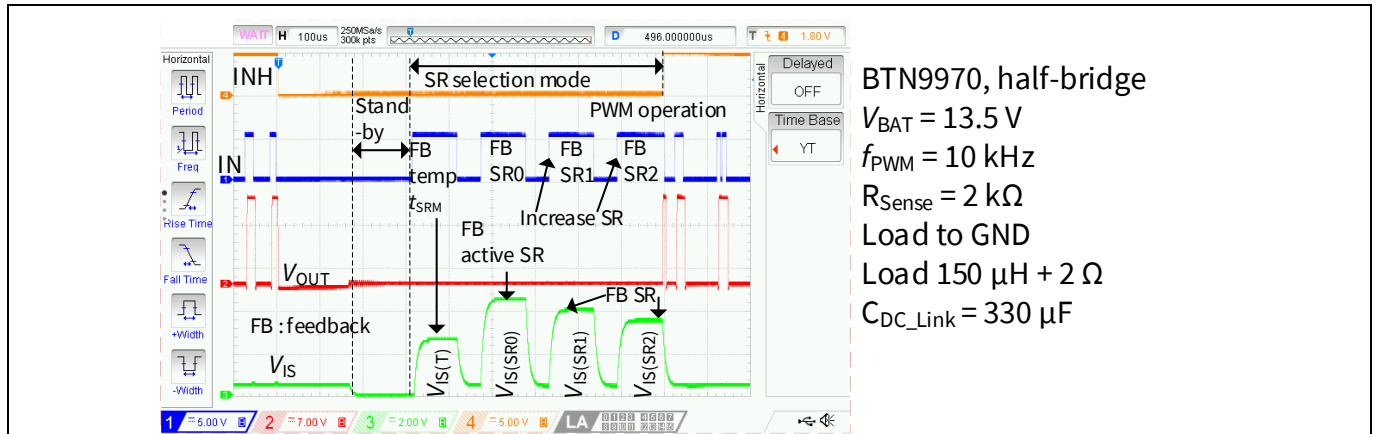 WAIT H 100us 250MSa/s 300k pts D 496.000000us T 4 1.80 V
Horizontal
Period
Freq
Rise Time
Fall Time
+Width
-Width
INH
SR selection mode
Stand
-by
PWM operation
IN
FB
temp
tSRM
FB
SR0
FB
SR1
FB
SR2
Increase SR
FB
active SR
VOUT
FB SR
FB : feedback
VIS
VIS(T)
VIS(SR0)
VIS(SR1)
VIS(SR2)
4
1
2
3
Horizontal
Delayed
OFF
Time Base
YT
1 5.00 V 2 7.00 V 3 2.00 V 4 5.00 V LA
BTN9970, half-bridge
VBAT = 13.5 V
fPWM = 10 kHz
RSense = 2 kΩ
Load to GND
Load 150 µH + 2 Ω
CDC_Link = 330 µF